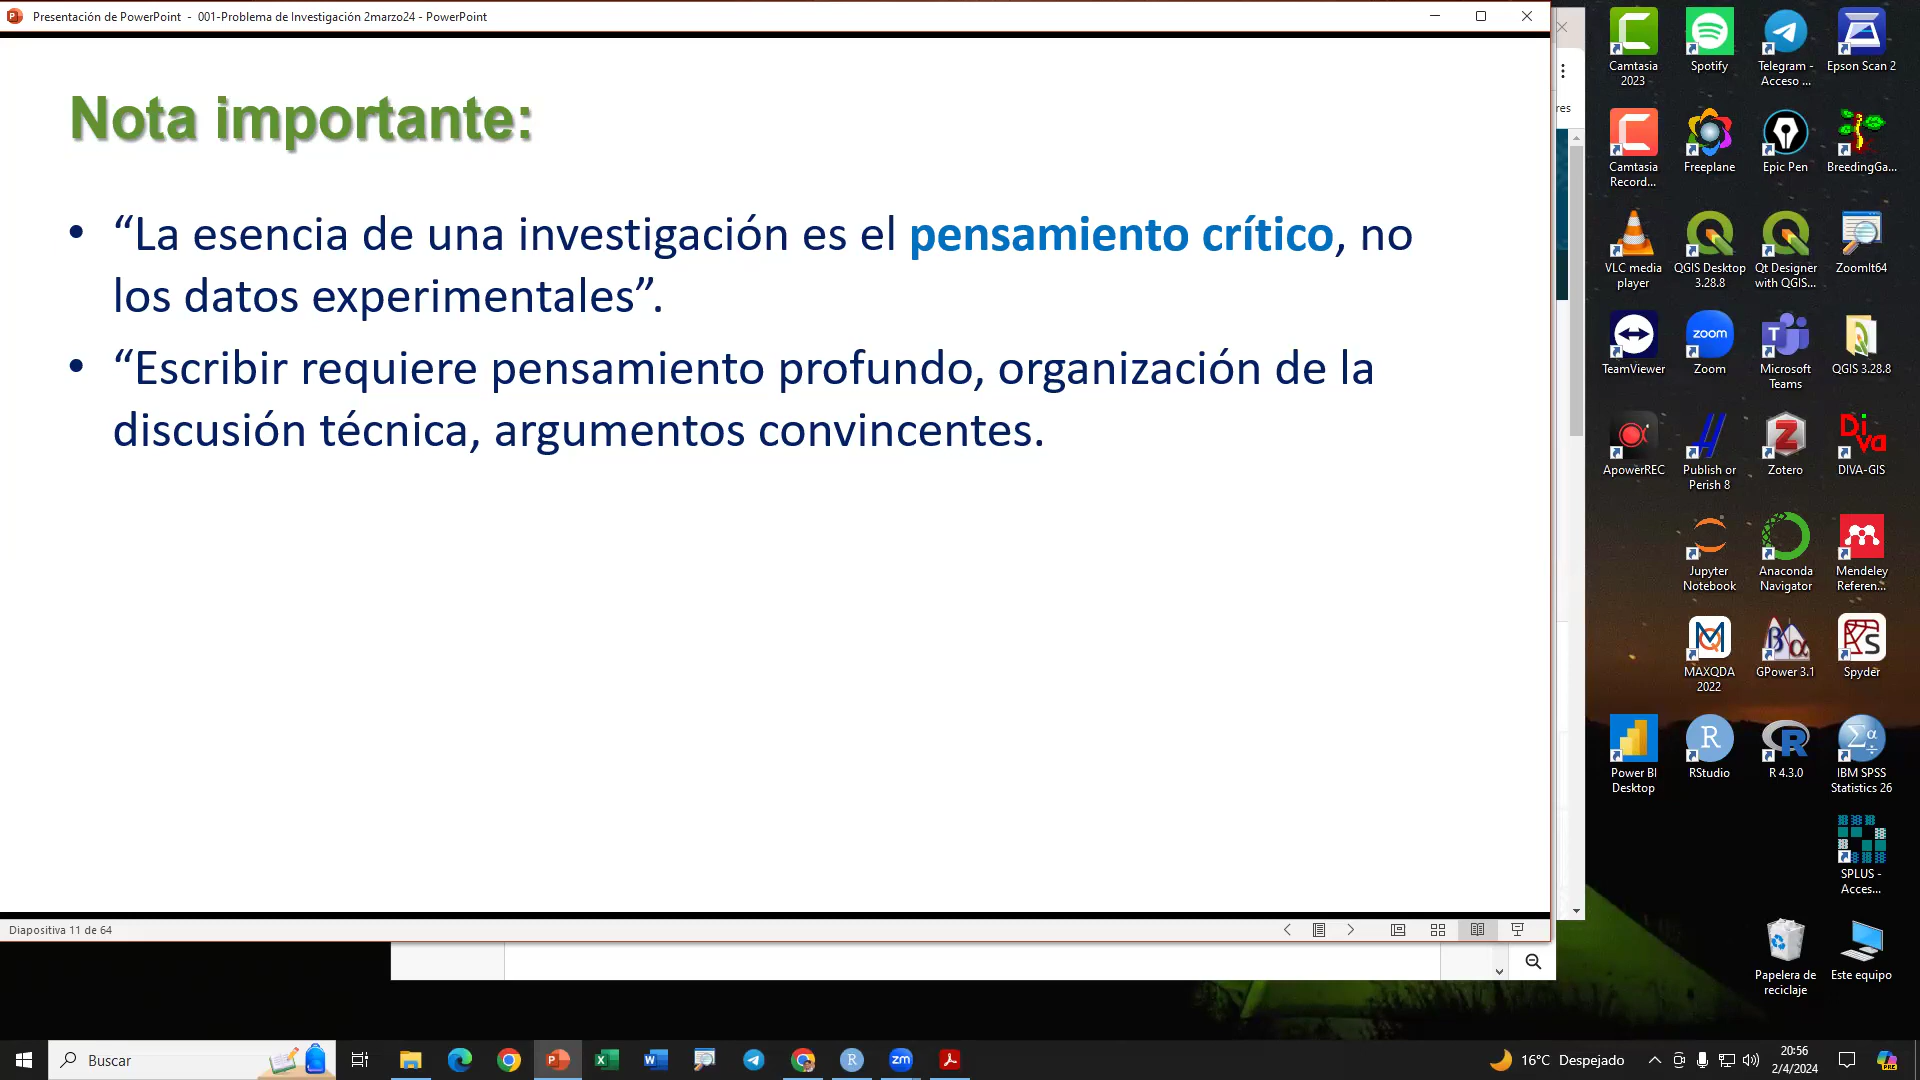 Presentación de PowerPoint - 001-Problema de Investigación 2marzo24 - PowerPoint
Nota importante:
• “La esencia de una investigación es el pensamiento crítico, no
los datos experimentales”.
• “Escribir requiere pensamiento profundo, organización de la
discusión técnica, argumentos convincentes.
Diapositiva 11 de 64
res
Camtasia
2023
Spotify
Telegram -
Acceso ...
Epson Scan 2
Camtasia
Record...
Freeplane
Epic Pen
BreedingGa...
VLC media
player
QGIS Desktop
3.28.8
Qt Designer
with QGIS...
ZoomIt64
zoom
TeamViewer
Zoom
Microsoft
Teams
QGIS 3.28.8
ApowerREC
Publish or
Perish 8
Zotero
DIVA-GIS
Jupyter
Notebook
Anaconda
Navigator
Mendeley
Referen...
MAXQDA
2022
GPower 3.1
Spyder
Power BI
Desktop
RStudio
R 4.3.0
IBM SPSS
Statistics 26
SPLUS -
Acces...
Papelera de
reciclaje
Este equipo
Buscar
zm
16°C Despejado
20:56
2/4/2024